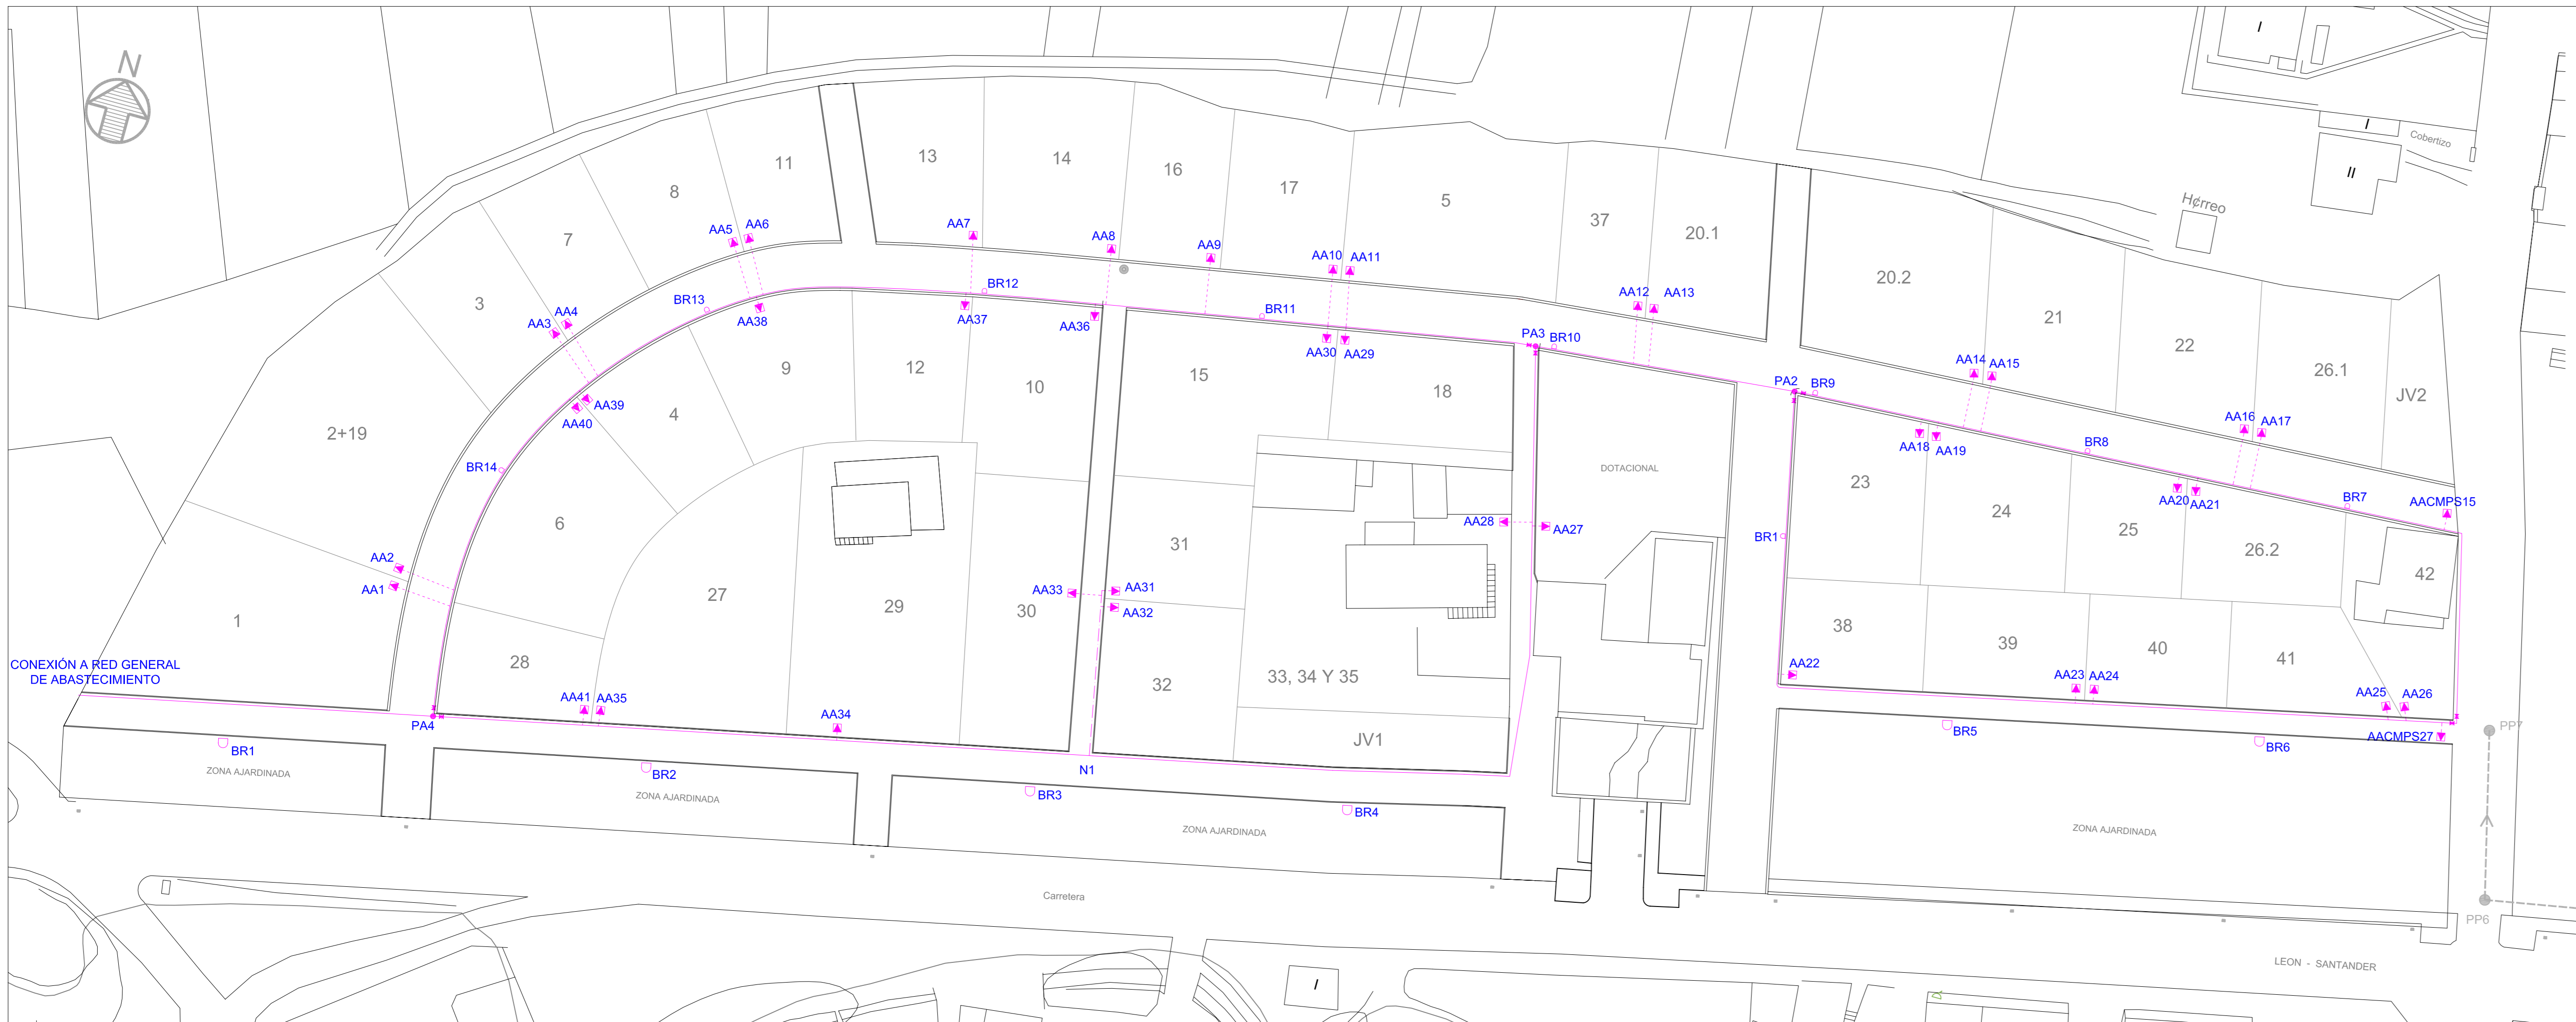 N
I
I
Cobertizo
II
H¢rreo
11
13
14
16
17
5
37
20.1
8
7
3
20.2
21
22
26.1
JV2
AA5
AA6
AA7
AA8
AA9
AA10
AA11
AA12
AA13
AA3
AA4
BR13
AA38
BR12
AA37
AA36
BR11
AA30
AA29
PA3
BR10
AA14
AA15
PA2
BR9
AA16
AA17
2+19
AA39
AA40
4
9
12
10
15
18
AA18
AA19
BR8
AA20
AA21
BR7
AACMPS15
BR14
DOTACIONAL
23
24
25
26.2
42
6
AA28
AA27
BR1
31
AA2
AA1
27
29
30
AA33
AA31
AA32
1
28
38
39
40
41
CONEXIÓN A RED GENERAL
DE ABASTECIMIENTO
32
33, 34 Y 35
AA22
AA23
AA24
AA25
AA26
AA41
AA35
AA34
PA4
JV1
BR5
BR6
AACMPS27
PP7
BR1
ZONA AJARDINADA
BR2
ZONA AJARDINADA
N1
BR3
BR4
ZONA AJARDINADA
ZONA AJARDINADA
Carretera
PP6
LEON - SANTANDER
I